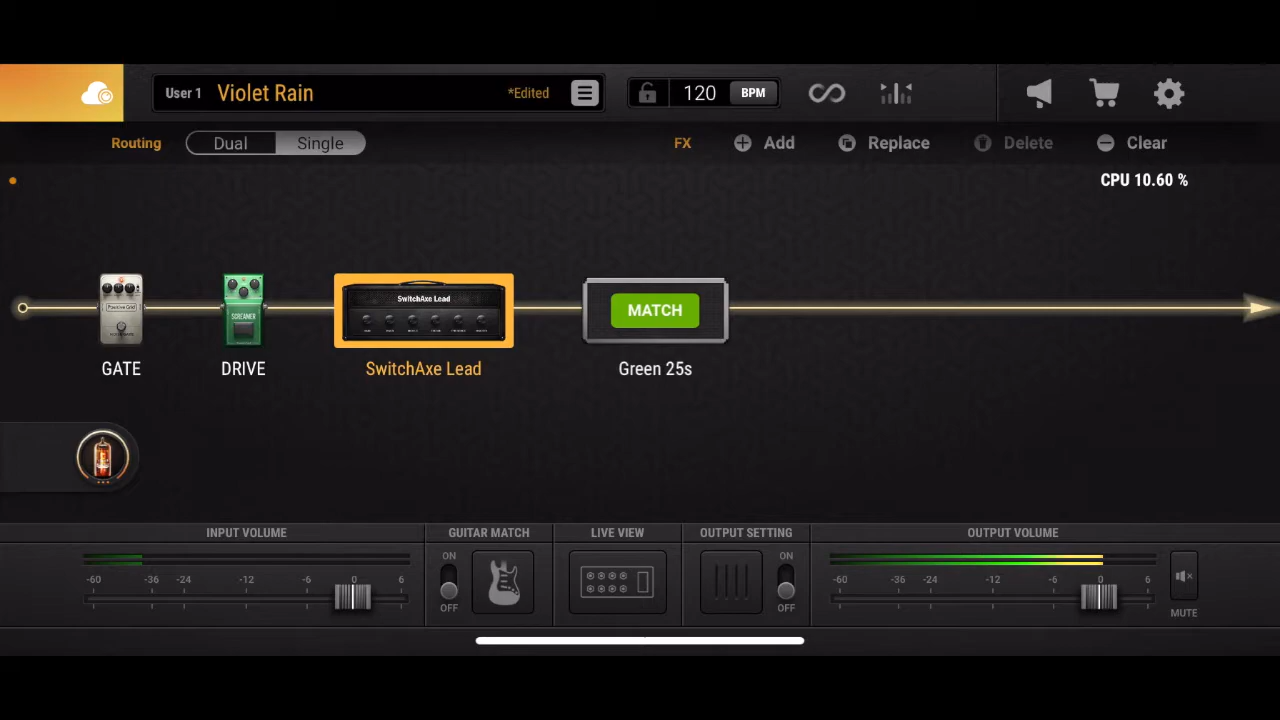 User 1 Violet Rain *Edited 120 BPM
Routing Dual Single FX Add Replace Delete Clear
CPU 10.60 %
SCREAMER
SwitchAxe Lead
MATCH
GATE DRIVE SwitchAxe Lead Green 25s
INPUT VOLUME GUITAR MATCH LIVE VIEW OUTPUT SETTING OUTPUT VOLUME
ON ON
-60 -36 -24 -12 -6 0 6 -60 -36 -24 -12 -6 0 6
OFF OFF MUTE